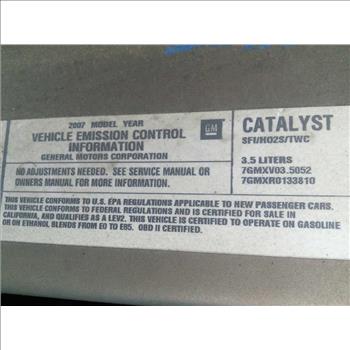 2007 MODEL YEAR
VEHICLE EMISSION CONTROL
INFORMATION
GENERAL MOTORS CORPORATION
GM
CATALYST
SFI/HO2S/TWC
NO ADJUSTMENTS NEEDED. SEE SERVICE MANUAL OR
OWNERS MANUAL FOR MORE INFORMATION
3.5 LITERS
7GMXV03.5052
7GMXR0133810
THIS VEHICLE CONFORMS TO U.S. EPA REGULATIONS APPLICABLE TO NEW PASSENGER CARS.
THIS VEHICLE CONFORMS TO FEDERAL REGULATIONS AND IS CERTIFIED FOR SALE IN
CALIFORNIA, AND QUALIFIES AS A LEV2. THIS VEHICLE IS CERTIFIED TO OPERATE ON GASOLINE
OR ON ETHANOL BLENDS FROM E0 TO E85. OBD II CERTIFIED.